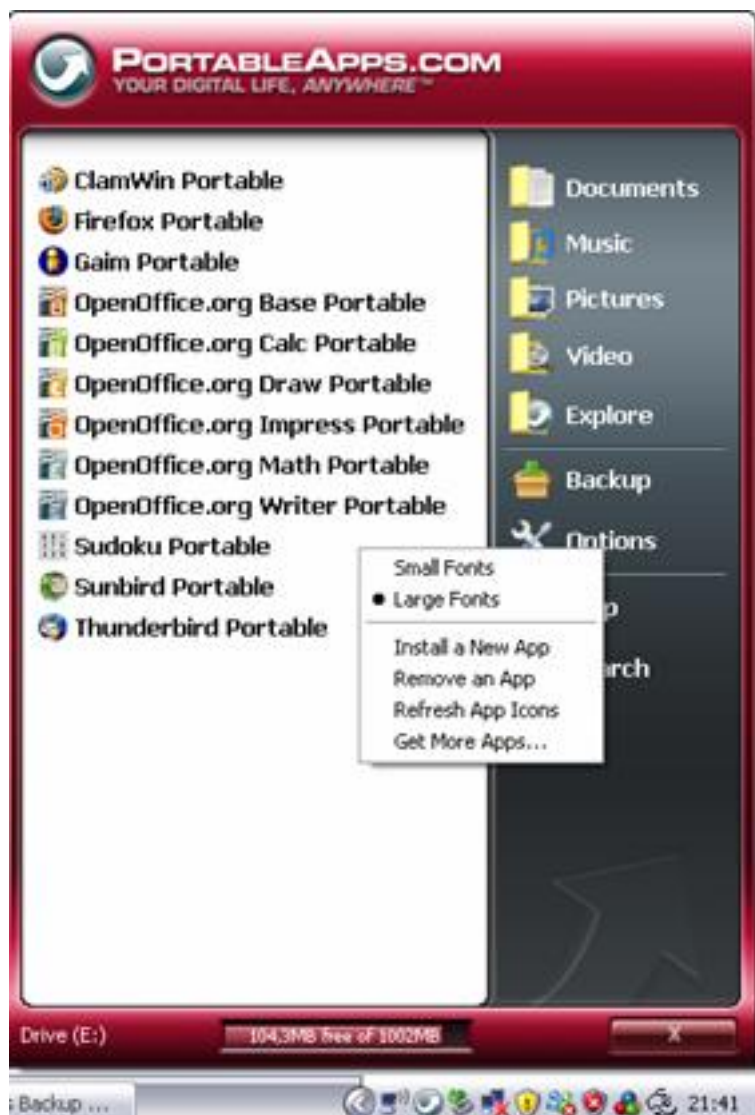 PORTABLEAPPS.COM
YOUR DIGITAL LIFE, ANYWHERE™
ClamWin Portable
Firefox Portable
Gaim Portable
OpenOffice.org Base Portable
OpenOffice.org Calc Portable
OpenOffice.org Draw Portable
OpenOffice.org Impress Portable
OpenOffice.org Math Portable
OpenOffice.org Writer Portable
Sudoku Portable
Sunbird Portable
Thunderbird Portable
Documents
Music
Pictures
Video
Explore
Backup
Options
p
rch
Small Fonts
Large Fonts
Install a New App
Remove an App
Refresh App Icons
Get More Apps...
Drive (E:)
104,3MB free of 1002MB
X
Backup ...
21:41